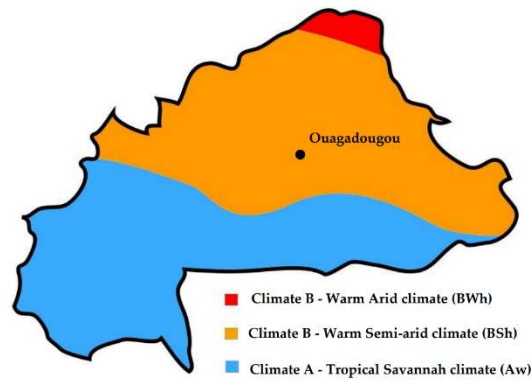 Ouagadougou
Climate B - Warm Arid climate (BWh)
Climate B - Warm Semi-arid climate (BSh)
Climate A - Tropical Savannah climate (Aw)